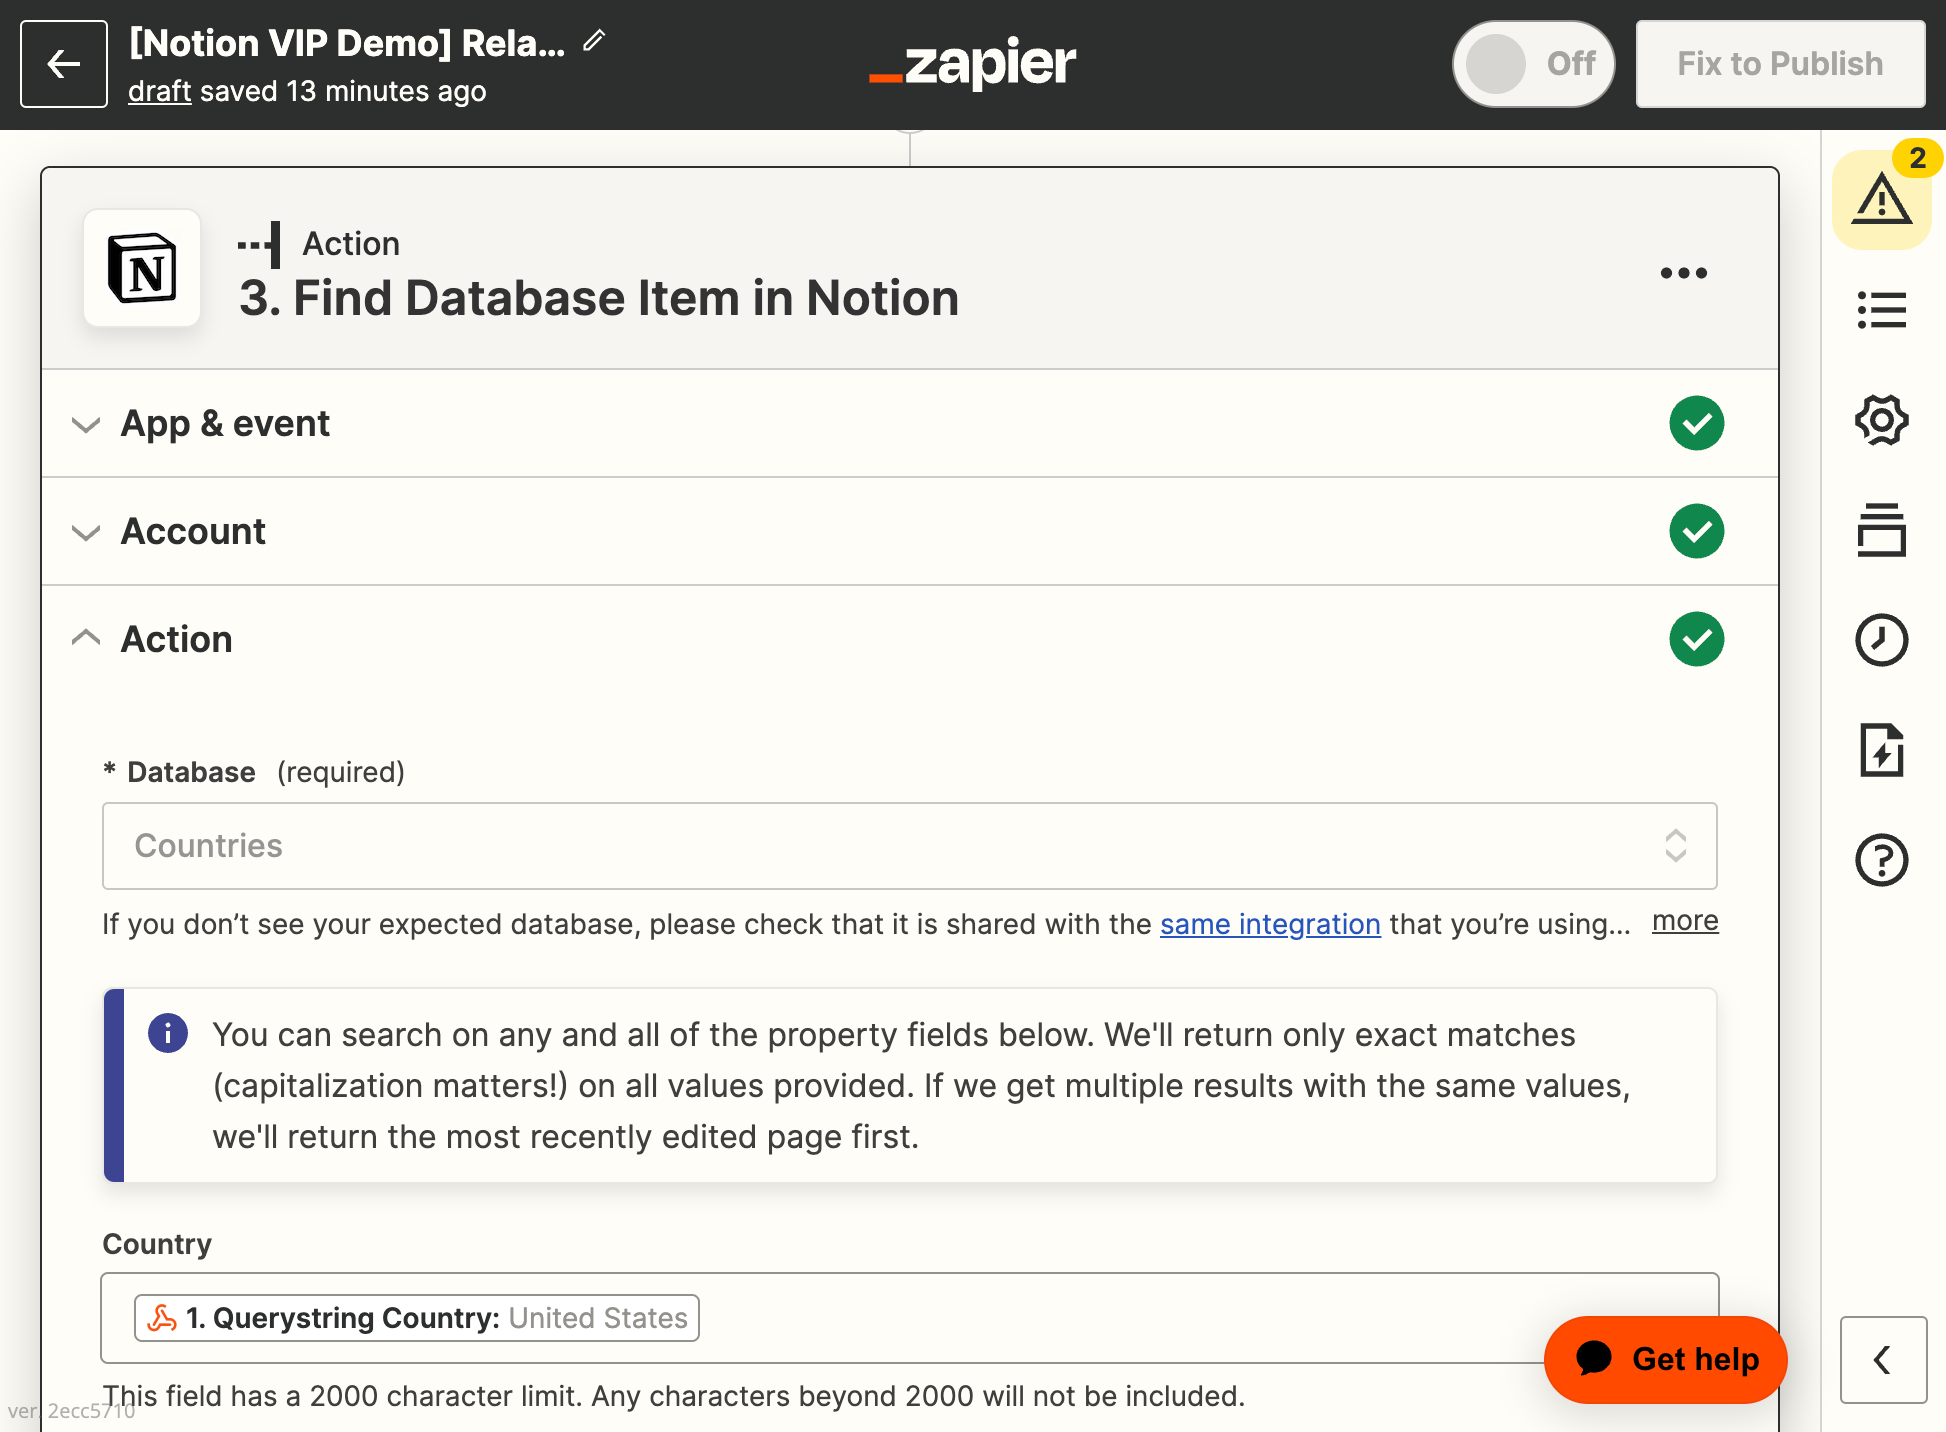 [Notion VIP Demo] Rela...
draft saved 13 minutes ago
zapier
Off
Fix to Publish
2
N
Action
3. Find Database Item in Notion
App & event
Account
Action
* Database (required)
Countries
If you don’t see your expected database, please check that it is shared with the same integration that you’re using... more
You can search on any and all of the property fields below. We'll return only exact matches
(capitalization matters!) on all values provided. If we get multiple results with the same values,
we'll return the most recently edited page first.
Country
1. Querystring Country: United States
Get help
This field has a 2000 character limit. Any characters beyond 2000 will not be included.
ver. 2ecc5710